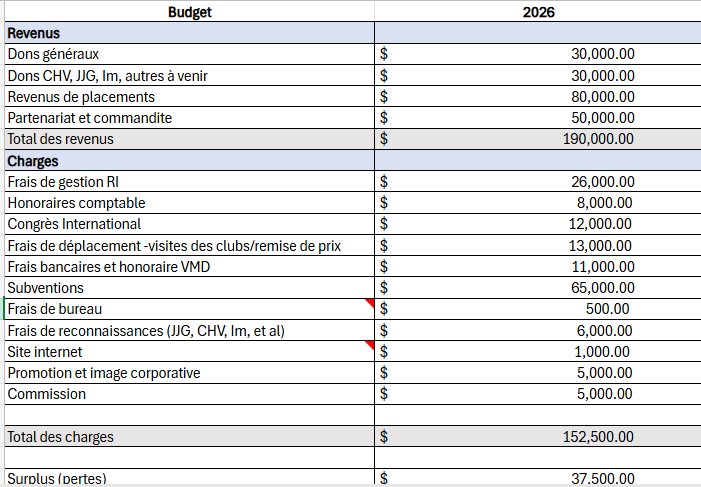 Budget 2026
Revenus
Dons généraux $ 30,000.00
Dons CHV, JJG, Im, autres à venir $ 30,000.00
Revenus de placements $ 80,000.00
Partenariat et commandite $ 50,000.00
Total des revenus $ 190,000.00
Charges
Frais de gestion RI $ 26,000.00
Honoraires comptable $ 8,000.00
Congrès International $ 12,000.00
Frais de déplacement -visites des clubs/remise de prix $ 13,000.00
Frais bancaires et honoraire VMD $ 11,000.00
Subventions $ 65,000.00
Frais de bureau $ 500.00
Frais de reconnaissances (JJG, CHV, Im, et al) $ 6,000.00
Site internet $ 1,000.00
Promotion et image corporative $ 5,000.00
Commission $ 5,000.00
Total des charges $ 152,500.00
Surplus (pertes) $ 37,500.00